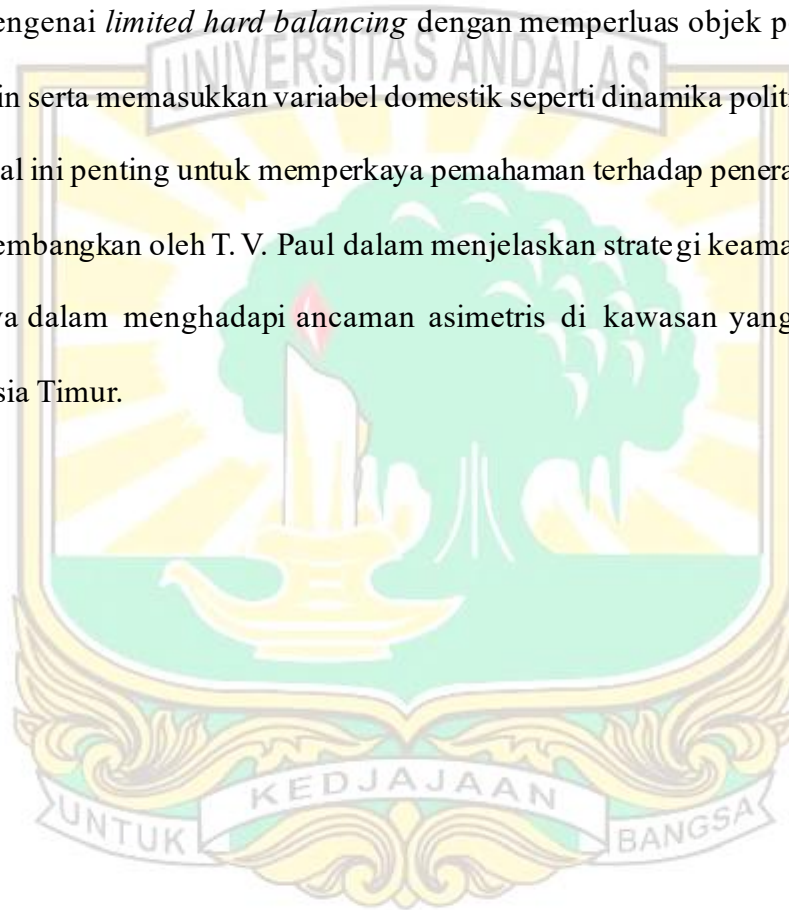 engenai limited hard balancing dengan memperluas objek p
in serta memasukkan variabel domestik seperti dinamika polit
al ini penting untuk memperkaya pemahaman terhadap penera
embangkan oleh T. V. Paul dalam menjelaskan strategi keama
ya dalam menghadapi ancaman asimetris di kawasan yang
sia Timur.
UNIVERSITAS ANDALAS
KEDJAJAAN
UNTUK
BANGSA